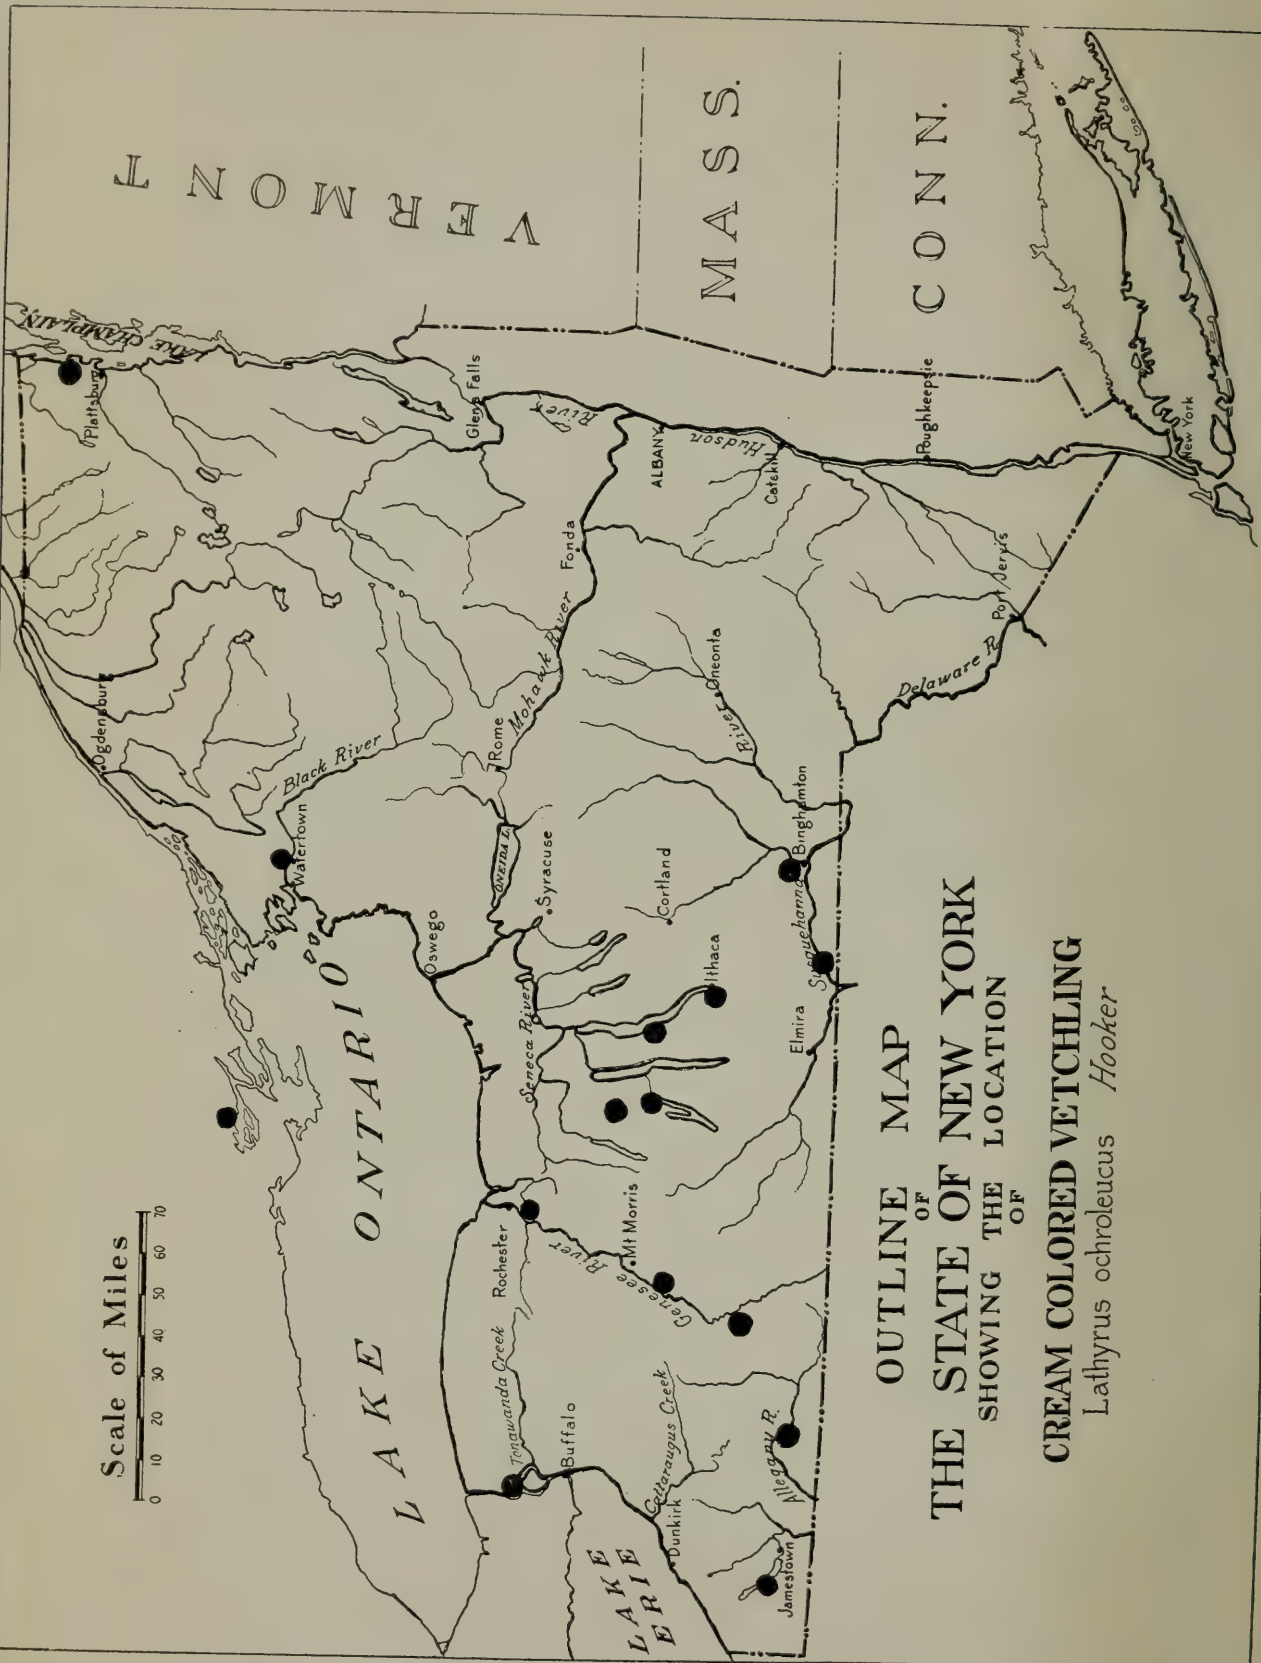 Scale of Miles
0 10 20 30 40 50 60 70
LAKE ONTARIO
LAKE
ERIE
LAKE CHAMPLAIN
VERMONT
MASS.
CONN.
Plattsburg
Ogdensburg
Watertown
Black River
Oswego
ONEIDA L.
Rome
Mohawk River
Fonda
Glens Falls
Hudson River
ALBANY
Catskill
Poughkeepsie
New York
Port Jervis
Delaware R.
Oneonta
River
Binghamton
Susquehanna
Syracuse
Cortland
Ithaca
Elmira
Seneca River
Rochester
Genesee River
Mt Morris
Tonawanda Creek
Buffalo
Cattaraugus Creek
Dunkirk
Allegany R.
Jamestown
OUTLINE MAP
OF
THE STATE OF NEW YORK
SHOWING THE LOCATION
OF
CREAM COLORED VETCHLING
Lathyrus ochroleucus Hooker